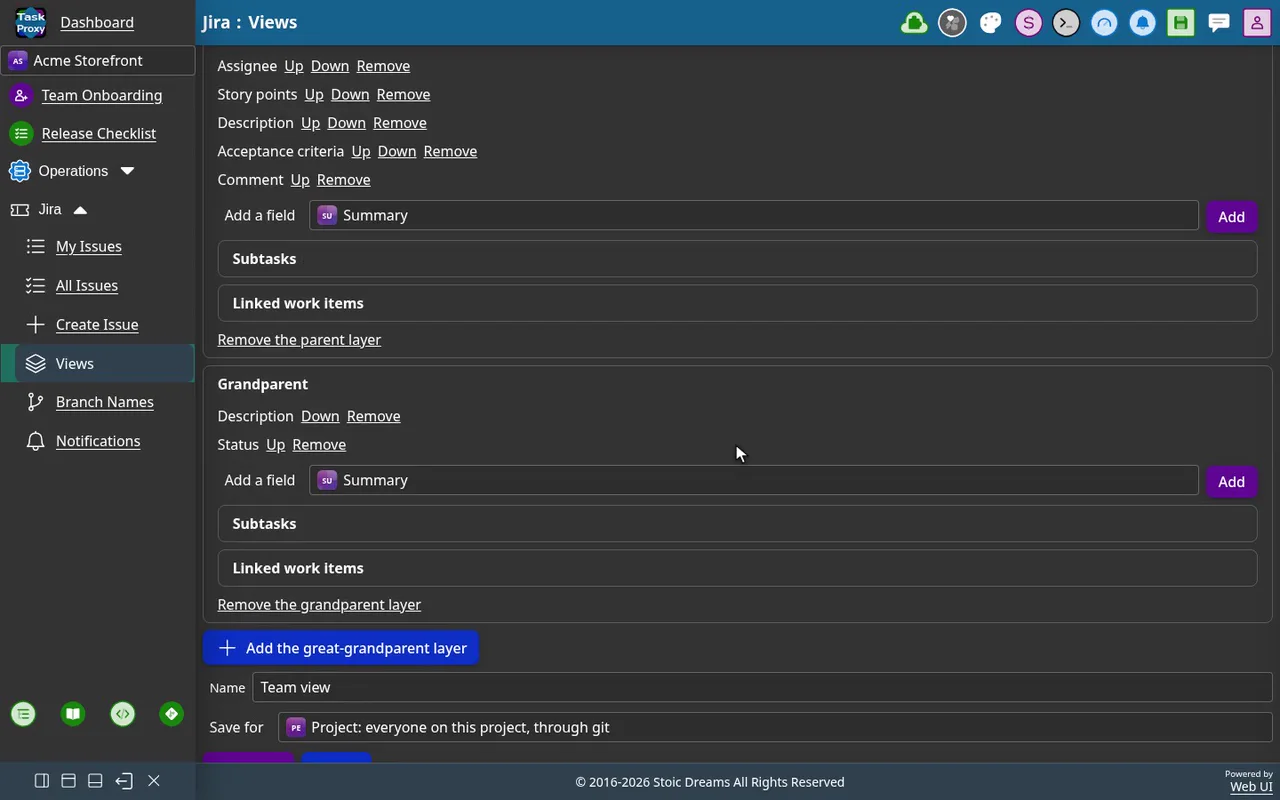 Task Proxy
Dashboard
Jira : Views
S
AS Acme Storefront
Team Onboarding
Release Checklist
Operations
Jira
My Issues
All Issues
Create Issue
Views
Branch Names
Notifications
Assignee Up Down Remove
Story points Up Down Remove
Description Up Down Remove
Acceptance criteria Up Down Remove
Comment Up Remove
Add a field SU Summary Add
Subtasks
Linked work items
Remove the parent layer
Grandparent
Description Down Remove
Status Up Remove
Add a field SU Summary Add
Subtasks
Linked work items
Remove the grandparent layer
Add the great-grandparent layer
Name Team view
Save for PE Project: everyone on this project, through git
© 2016-2026 Stoic Dreams All Rights Reserved
Powered by
Web UI